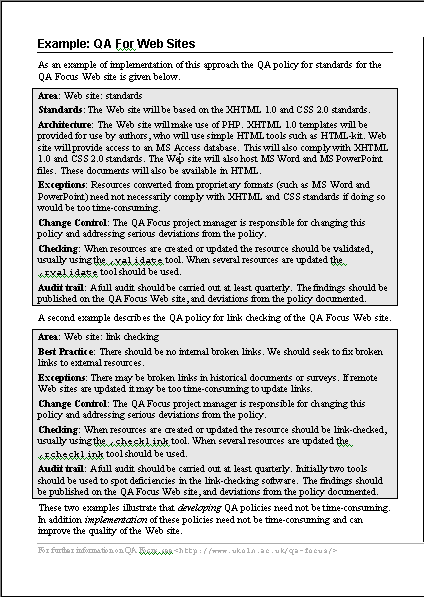 Example: QA For Web Sites
As an example of implementation of this approach the QA policy for standards for the
QA Focus Web site is given below.
Area: Web site: standards
Standards: The Web site will be based on the XHTML 1.0 and CSS 2.0 standards.
Architecture: The Web site will make use of PHP. XHTML 1.0 templates will be
provided for use by authors, who will use simple HTML tools such as HTML-kit. Web
site will provide access to an MS Access database. This will also comply with XHTML
1.0 and CSS 2.0 standards. The Web site will also host MS Word and MS PowerPoint
files. These documents will also be available in HTML.
Exceptions: Resources converted from proprietary formats (such as MS Word and
PowerPoint) need not necessarily comply with XHTML and CSS standards if doing so
would be too time-consuming.
Change Control: The QA Focus project manager is responsible for changing this
policy and addressing serious deviations from the policy.
Checking: When resources are created or updated the resource should be validated,
usually using the ,validate tool. When several resources are updated the
,rvalidate tool should be used.
Audit trail: A full audit should be carried out at least quarterly. The findings should be
published on the QA Focus Web site, and deviations from the policy documented.
A second example describes the QA policy for link checking of the QA Focus Web site.
Area: Web site: link checking
Best Practice: There should be no internal broken links. We should seek to fix broken
links to external resources.
Exceptions: There may be broken links in historical documents or surveys. If remote
Web sites are updated it may be too time-consuming to update links.
Change Control: The QA Focus project manager is responsible for changing this
policy and addressing serious deviations from the policy.
Checking: When resources are created or updated the resource should be link-checked,
usually using the ,checklink tool. When several resources are updated the
,rchecklink tool should be used.
Audit trail: A full audit should be carried out at least quarterly. Initially two tools
should be used to spot deficiencies in the link-checking software. The findings should
be published on the QA Focus Web site, and deviations from the policy documented.
These two examples illustrate that developing QA policies need not be time-consuming.
In addition implementation of these policies need not be time-consuming and can
improve the quality of the Web site.
For further information on QA Focus see <http://www.ukoln.ac.uk/qa-focus/>